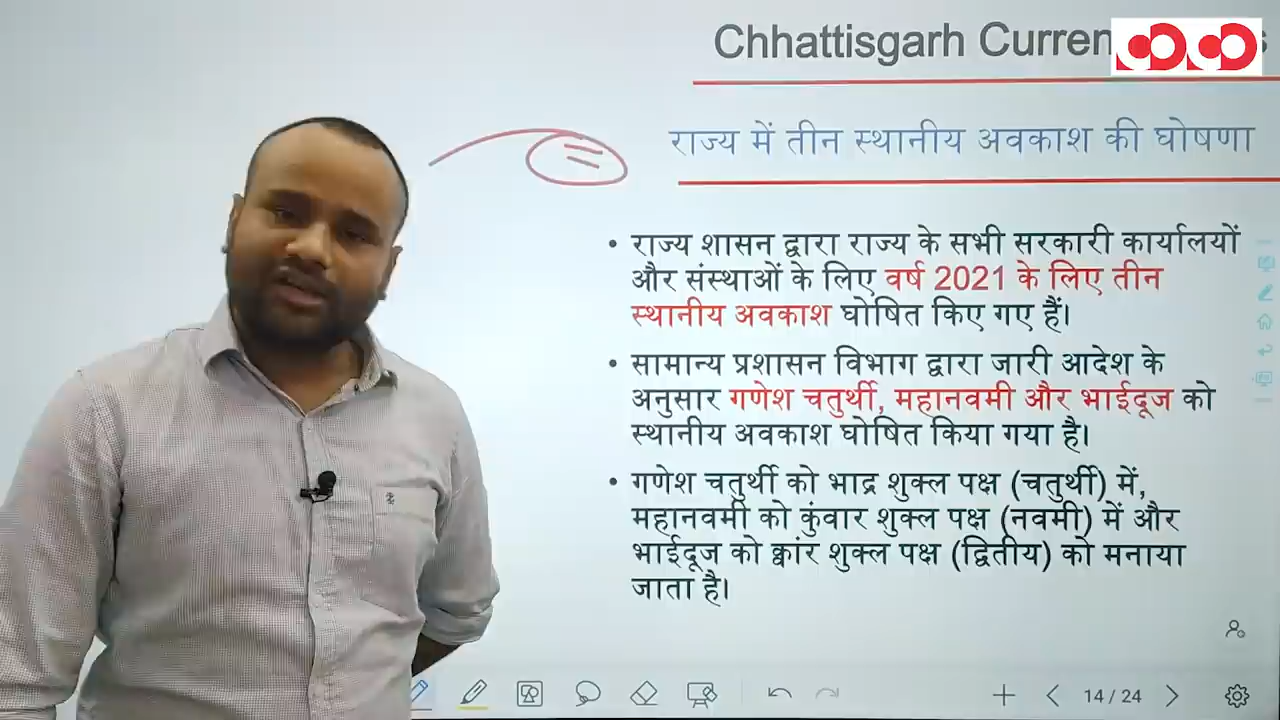 Chhattisgarh Curren
राज्य में तीन स्थानीय अवकाश की घोषणा
• राज्य शासन द्वारा राज्य के सभी सरकारी कार्यालयों
और संस्थाओं के लिए वर्ष 2021 के लिए तीन
स्थानीय अवकाश घोषित किए गए हैं।
• सामान्य प्रशासन विभाग द्वारा जारी आदेश के
अनुसार गणेश चतुर्थी, महानवमी और भाईदूज को
स्थानीय अवकाश घोषित किया गया है।
• गणेश चतुर्थी को भाद्र शुक्ल पक्ष (चतुर्थी) में,
महानवमी को कुंवार शुक्ल पक्ष (नवमी) में और
भाईदूज को क्वांर शुक्ल पक्ष (द्वितीय) को मनाया
जाता है।
14 / 24